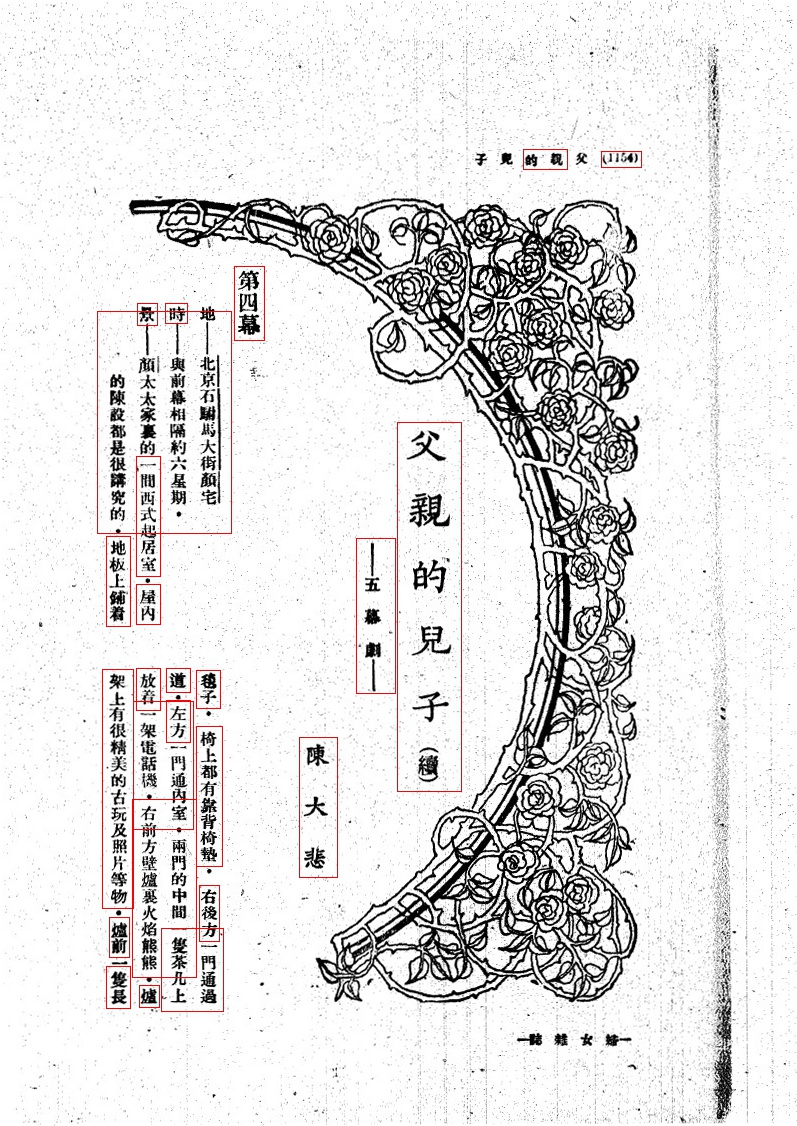 (1154) 父親的兒子
父親的兒子(續)
——五幕劇——
陳大悲
第四幕
地——北京石駙馬大街顏宅
時——與前幕相隔約六星期。
景——顏太太家裏的一間西式起居室。屋內
的陳設都是很講究的。地板上鋪着
毯子。椅上都有靠背椅墊。右後方一門通過
道。左方一門通內室。兩門的中間一隻茶几上
放着一架電話機。右前方壁爐裏火焰熊熊。爐
架上有很精美的古玩及照片等物。爐前一隻長
—婦女雜誌—